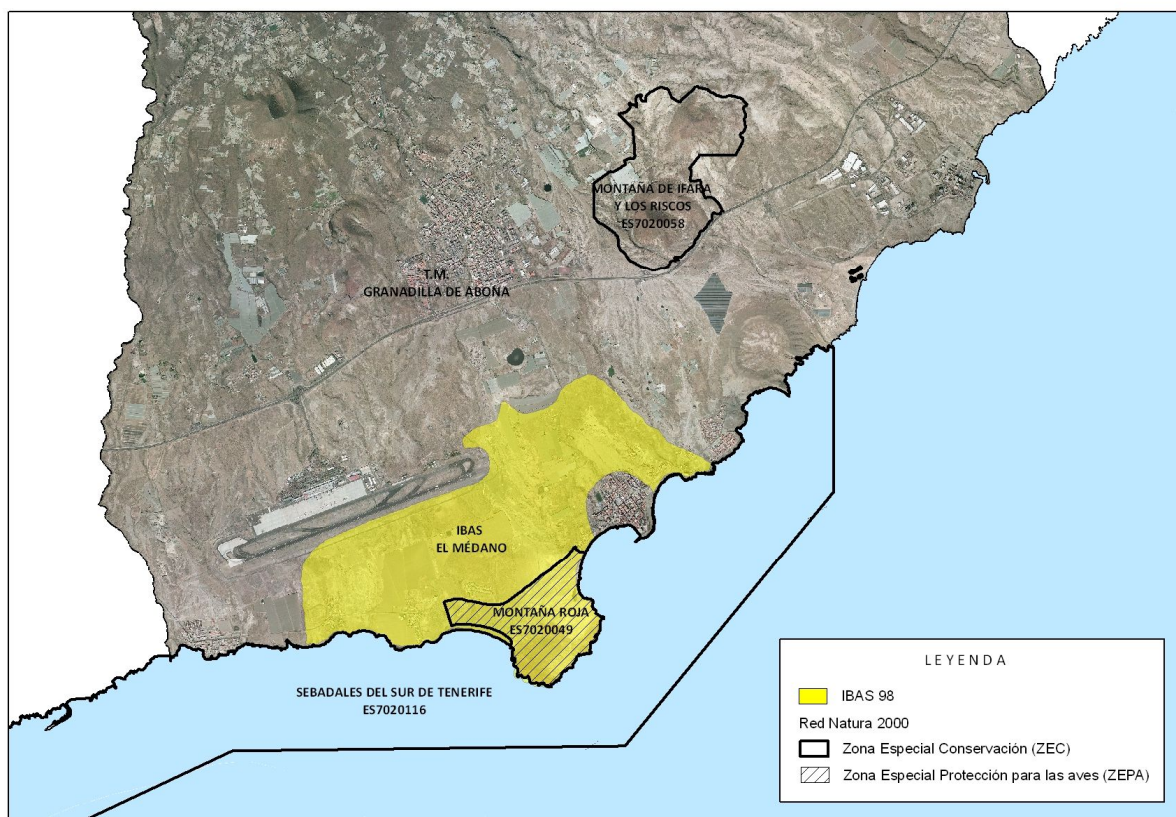 MONTAÑA DE IFARA
Y LOS RISCOS
ES7020058
T.M.
GRANADILLA DE ABONA
IBAS
EL MÉDANO
MONTAÑA ROJA
ES7020049
SEBADALES DEL SUR DE TENERIFE
ES7020116
LEYENDA
IBAS 98
Red Natura 2000
Zona Especial Conservación (ZEC)
Zona Especial Protección para las aves (ZEPA)